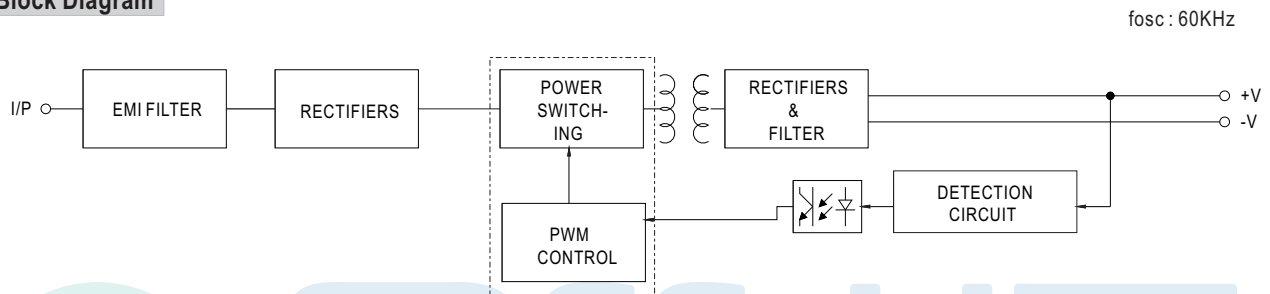 Block Diagram
fosc : 60KHz
I/P
EMI FILTER
RECTIFIERS
POWER
SWITCH-
ING
RECTIFIERS
&
FILTER
+V
-V
DETECTION
CIRCUIT
PWM
CONTROL